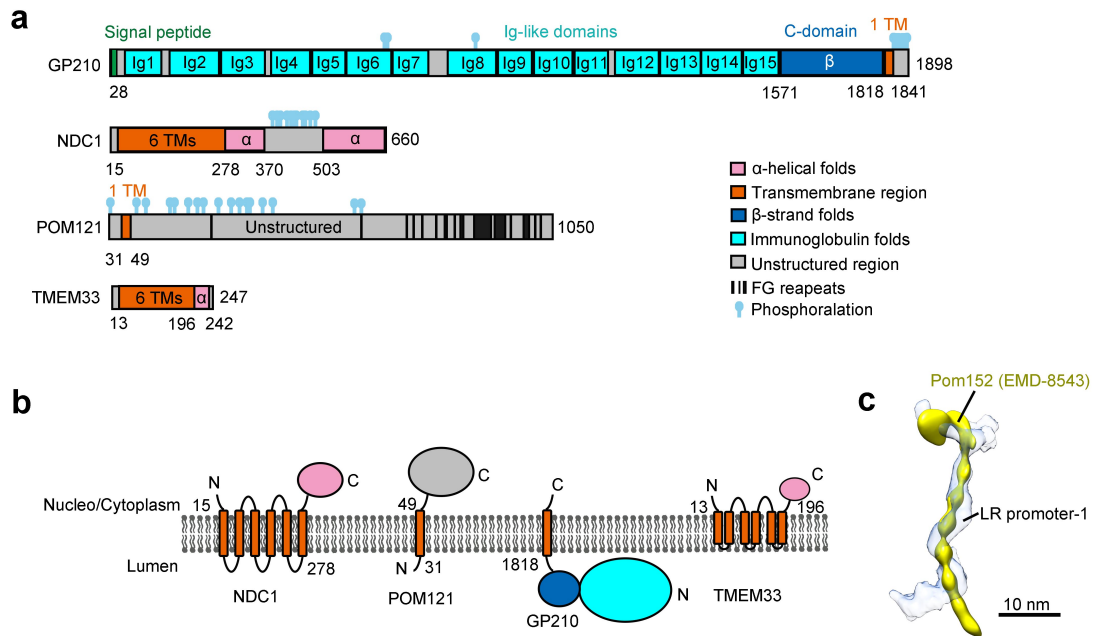 a
Signal peptide
Ig-like domains
C-domain
1 TM
GP210
Ig1 Ig2 Ig3 Ig4 Ig5 Ig6 Ig7 Ig8 Ig9 Ig10 Ig11 Ig12 Ig13 Ig14 Ig15 β
1898
28
1571
1818
1841
NDC1
6 TMs α α
660
15 278 370 503
1 TM
POM121
Unstructured
1050
31 49
TMEM33
6 TMs α
247
13 196 242
α-helical folds
Transmembrane region
β-strand folds
Immunoglobulin folds
Unstructured region
FG reapeats
Phosphoralation
b
Nucleo/Cytoplasm
Lumen
N
15
C
278
NDC1
49
C
N
31
POM121
C
1818
N
GP210
N
13
C
196
TMEM33
c
Pom152 (EMD-8543)
LR promoter-1
10 nm